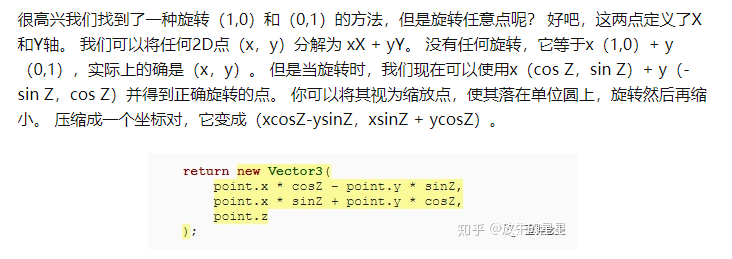 很高兴我们找到了一种旋转（1,0）和（0,1）的方法，但是旋转任意点呢？ 好吧，这两点定义了X
和Y轴。 我们可以将任何2D点（x，y）分解为 xX + yY。 没有任何旋转，它等于x（1,0）+ y
（0,1），实际上的确是（x，y）。 但是当旋转时，我们现在可以使用x（cos Z，sin Z）+ y（-
sin Z，cos Z）并得到正确旋转的点。 你可以将其视为缩放点，使其落在单位圆上，旋转然后再缩
小。 压缩成一个坐标对，它变成（xcosZ-ysinZ，xsinZ + ycosZ）。
return new Vector3(
point.x * cosZ - point.y * sinZ,
point.x * sinZ + point.y * cosZ,
point.z
);
知乎 @放牛的星星